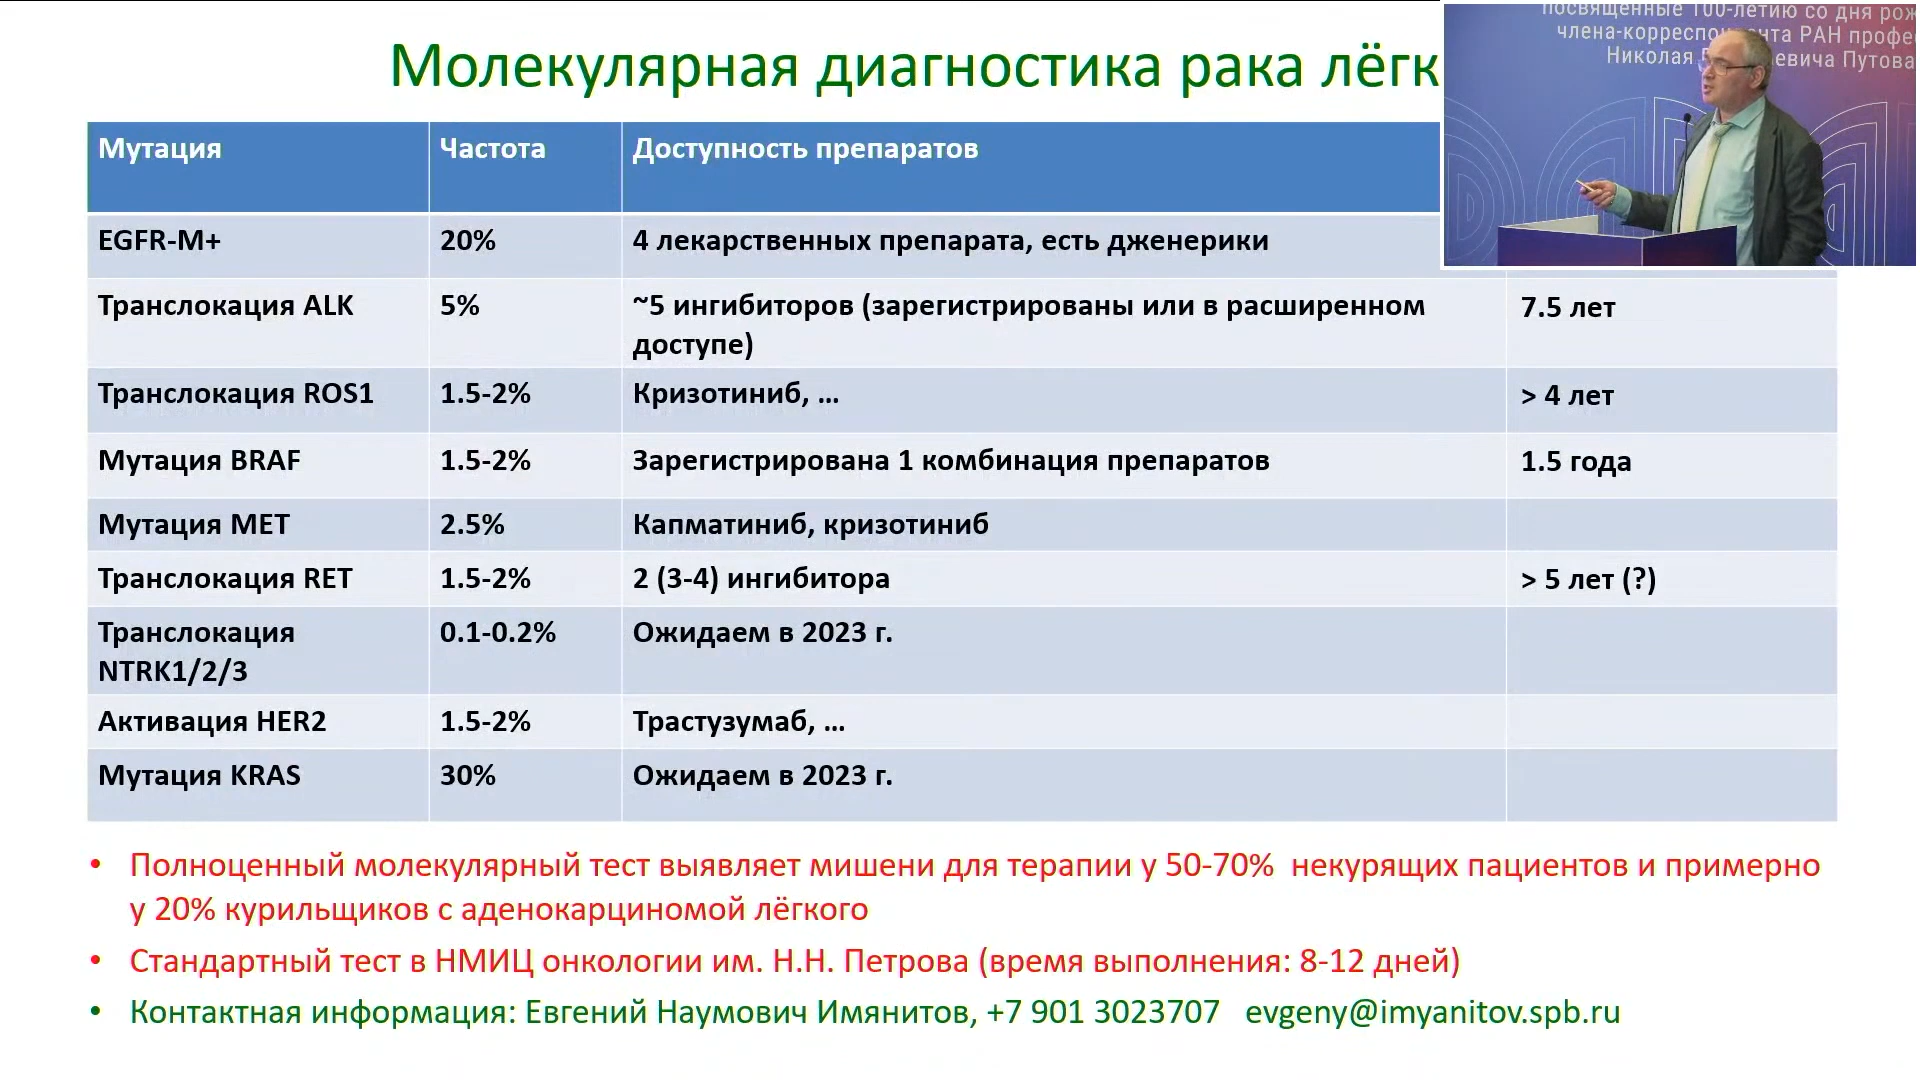 Молекулярная диагностика рака лёгк
посвященные 100-летию со дня рож
члена-корреспон та РАН профе
Николая евича Путова
Мутация Частота Доступность препаратов
EGFR-M+ 20% 4 лекарственных препарата, есть дженерики
Транслокация ALK 5% ~5 ингибиторов (зарегистрированы или в расширенном 7.5 лет
доступе)
Транслокация ROS1 1.5-2% Кризотиниб, ... > 4 лет
Мутация BRAF 1.5-2% Зарегистрирована 1 комбинация препаратов 1.5 года
Мутация MET 2.5% Капматиниб, кризотиниб
Транслокация RET 1.5-2% 2 (3-4) ингибитора > 5 лет (?)
Транслокация 0.1-0.2% Ожидаем в 2023 г.
NTRK1/2/3
Активация HER2 1.5-2% Трастузумаб, ...
Мутация KRAS 30% Ожидаем в 2023 г.
• Полноценный молекулярный тест выявляет мишени для терапии у 50-70% некурящих пациентов и примерно
у 20% курильщиков с аденокарциномой лёгкого
• Стандартный тест в НМИЦ онкологии им. Н.Н. Петрова (время выполнения: 8-12 дней)
• Контактная информация: Евгений Наумович Имянитов, +7 901 3023707 evgeny@imyanitov.spb.ru